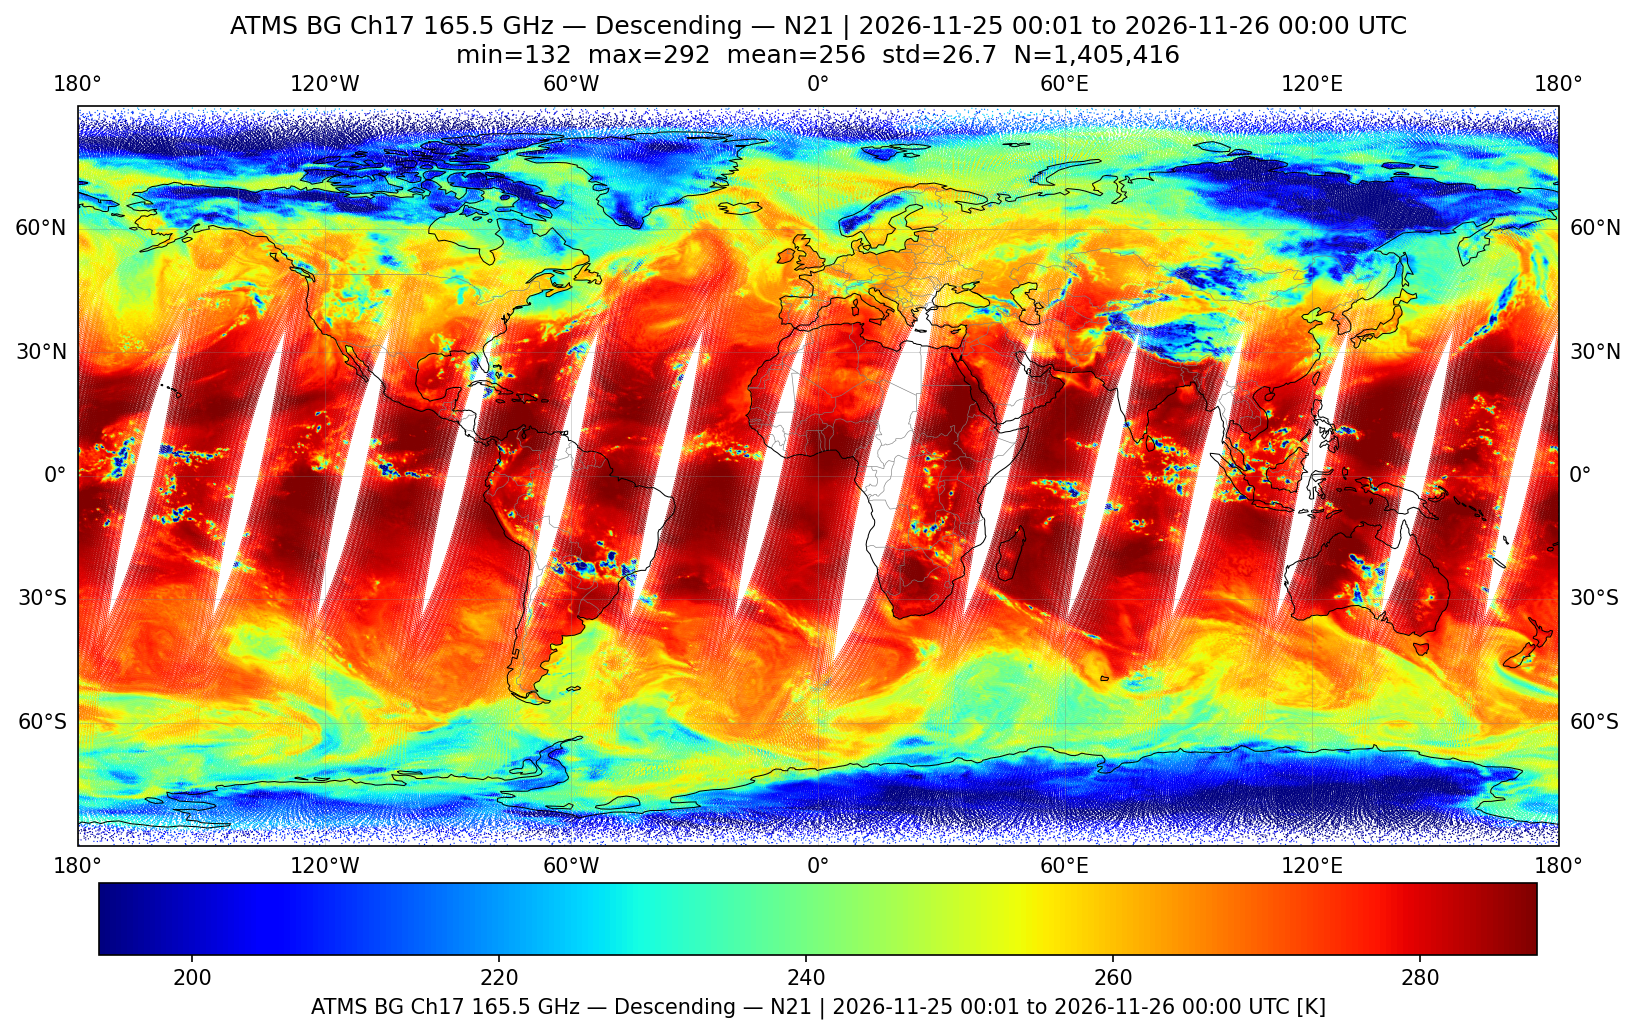 ATMS BG Ch17 165.5 GHz — Descending — N21 | 2026-11-25 00:01 to 2026-11-26 00:00 UTC
min=132  max=292  mean=256  std=26.7  N=1,405,416
180° 120°W 60°W 0° 60°E 120°E 180°
60°N 60°N
30°N 30°N
0° 0°
30°S 30°S
60°S 60°S
180° 120°W 60°W 0° 60°E 120°E 180°
200 220 240 260 280
ATMS BG Ch17 165.5 GHz — Descending — N21 | 2026-11-25 00:01 to 2026-11-26 00:00 UTC [K]